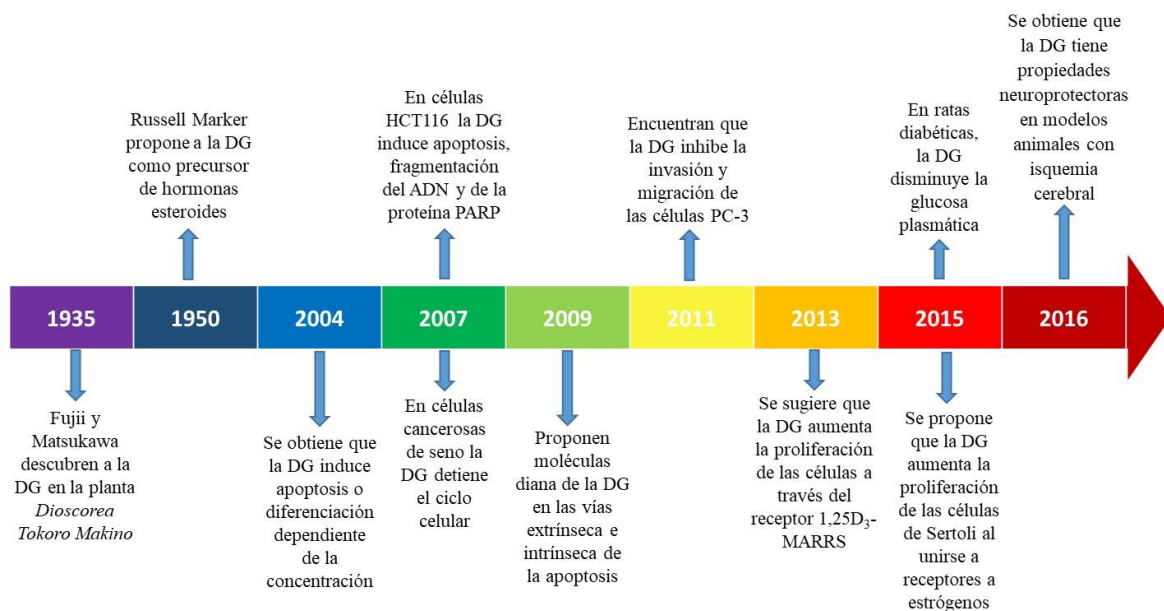 Russell Marker
propone a la DG
como precursor
de hormonas
esteroides
En células
HCT116 la DG
induce apoptosis,
fragmentación
del ADN y de la
proteína PARP
Encuentran que
la DG inhibe la
invasión y
migración de
las células PC-3
En ratas
diabéticas,
la DG
disminuye la
glucosa
plasmática
Se obtiene que
la DG tiene
propiedades
neuroprotectoras
en modelos
animales con
isquemia
cerebral
1935
1950
2004
2007
2009
2011
2013
2015
2016
Fujii y
Matsukawa
descubren a la
DG en la planta
Dioscorea
Tokoro Makino
Se obtiene que
la DG induce
apoptosis o
diferenciación
dependiente
de la
concentración
En células
cancerosas
de seno la
DG detiene
el ciclo
celular
Proponen
moléculas
diana de la DG
en las vías
extrínseca e
intrínseca de
la apoptosis
Se sugiere que
la DG aumenta
la proliferación
de las células a
través del
receptor 1,25D₃-
MARRS
Se propone
que la DG
aumenta la
proliferación
de las células
de Sertoli al
unirse a
receptores a
estrógenos